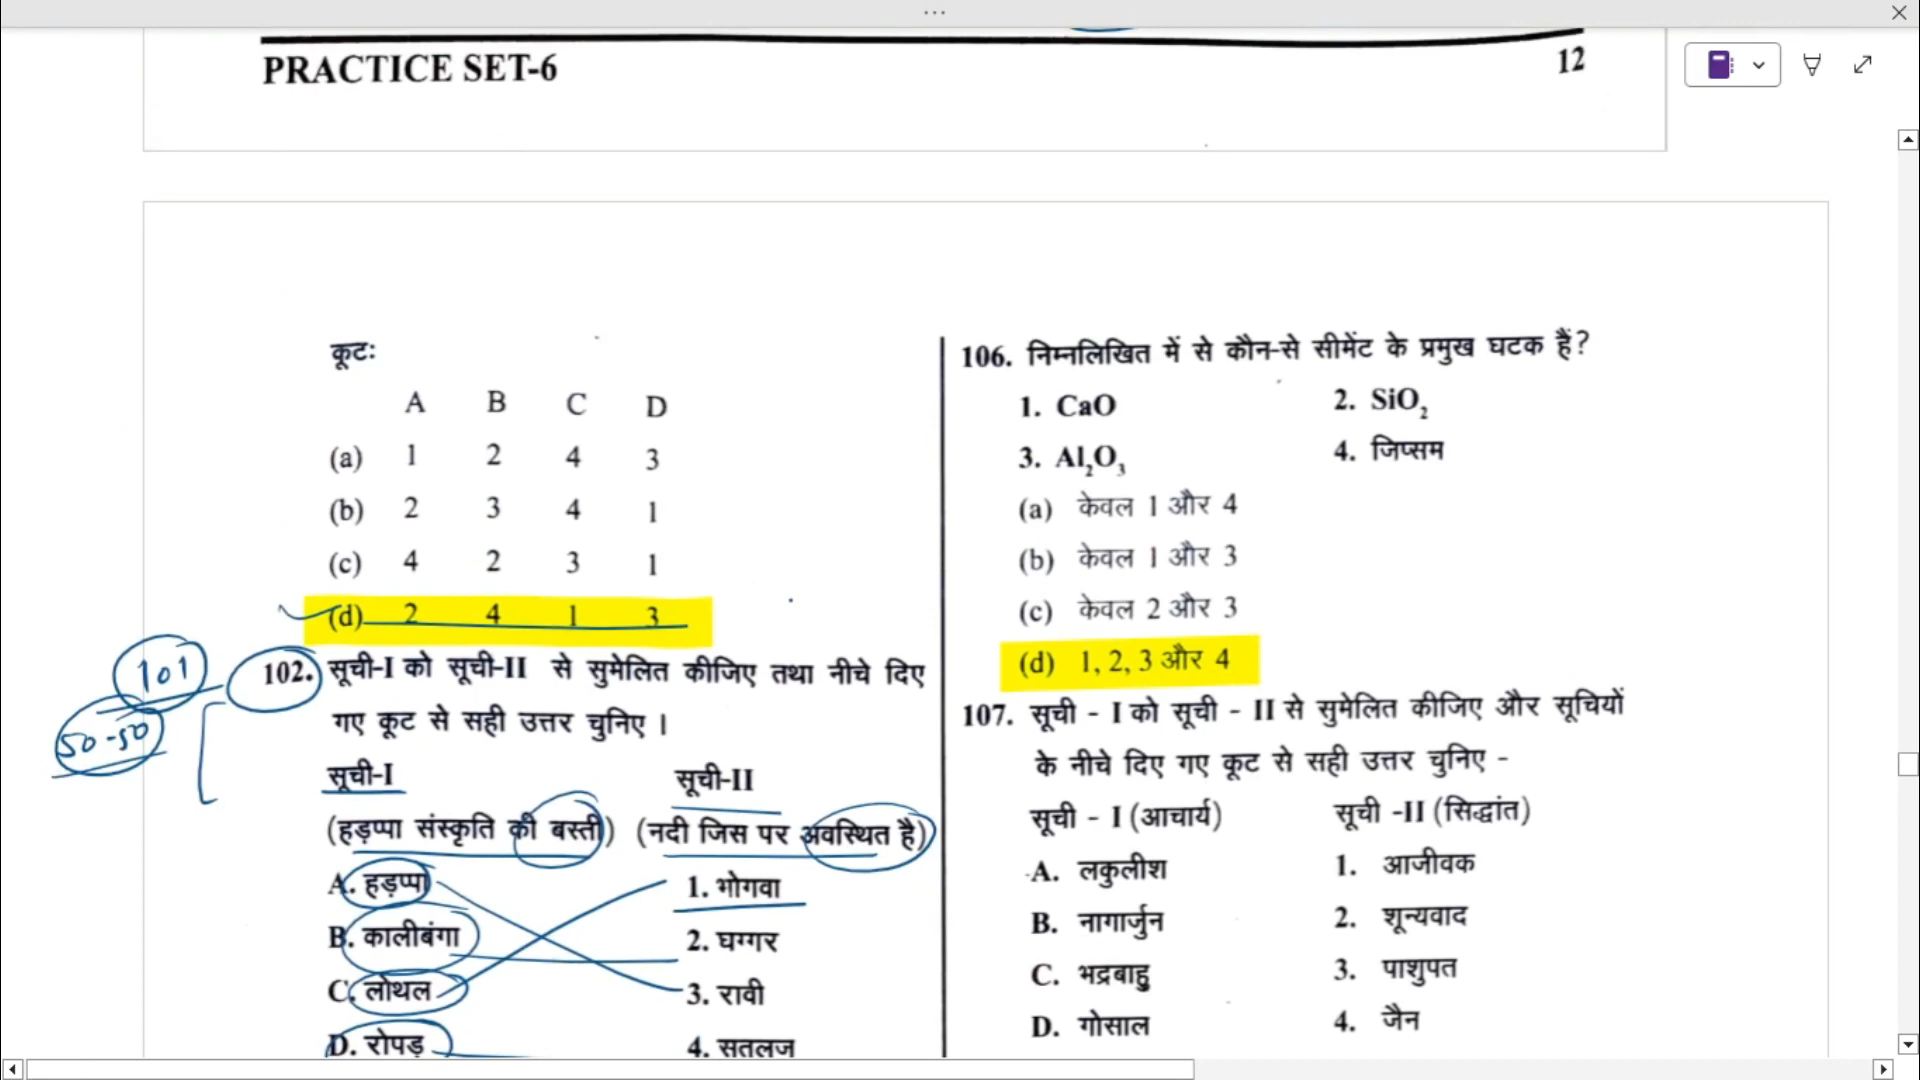 PRACTICE SET-6
12
कूटः
A B C D
(a) 1 2 4 3
(b) 2 3 4 1
(c) 4 2 3 1
(d) 2 4 1 3
101
50-50
102. सूची-I को सूची-II से सुमेलित कीजिए तथा नीचे दिए
गए कूट से सही उत्तर चुनिए ।
सूची-I सूची-II
(हड़प्पा संस्कृति की बस्ती) (नदी जिस पर अवस्थित है)
A. हड़प्पा 1. भोगवा
B. कालीबंगा 2. घग्गर
C. लोथल 3. रावी
D. रोपड़ 4. सतलज
106. निम्नलिखित में से कौन-से सीमेंट के प्रमुख घटक हैं?
1. CaO 2. SiO₂
3. Al₂O₃ 4. जिप्सम
(a) केवल 1 और 4
(b) केवल 1 और 3
(c) केवल 2 और 3
(d) 1, 2, 3 और 4
107. सूची - I को सूची - II से सुमेलित कीजिए और सूचियों
के नीचे दिए गए कूट से सही उत्तर चुनिए -
सूची - I (आचार्य) सूची -II (सिद्धांत)
A. लकुलीश 1. आजीवक
B. नागार्जुन 2. शून्यवाद
C. भद्रबाहु 3. पाशुपत
D. गोसाल 4. जैन